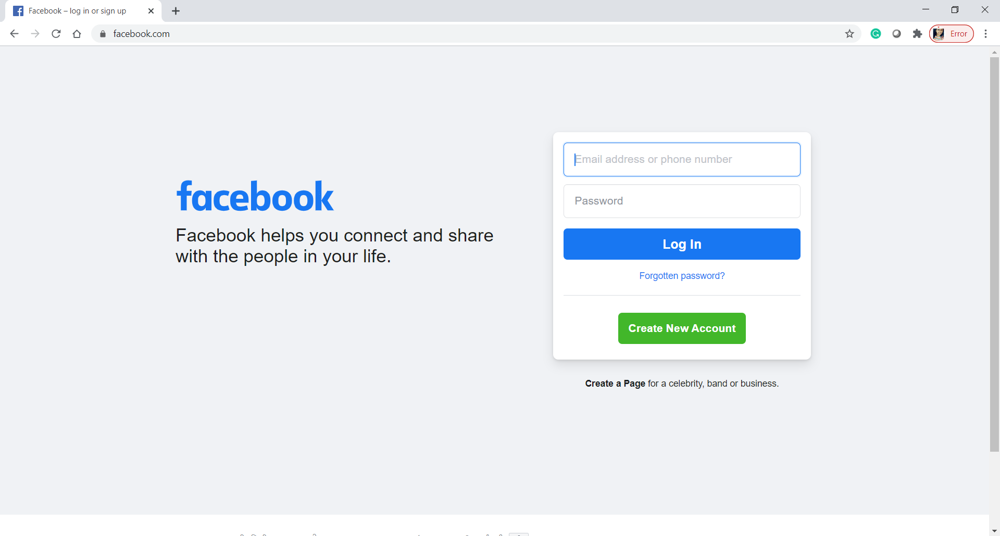 Facebook – log in or sign up
facebook.com
Error
facebook
Facebook helps you connect and share
with the people in your life.
Email address or phone number
Password
Log In
Forgotten password?
Create New Account
Create a Page for a celebrity, band or business.